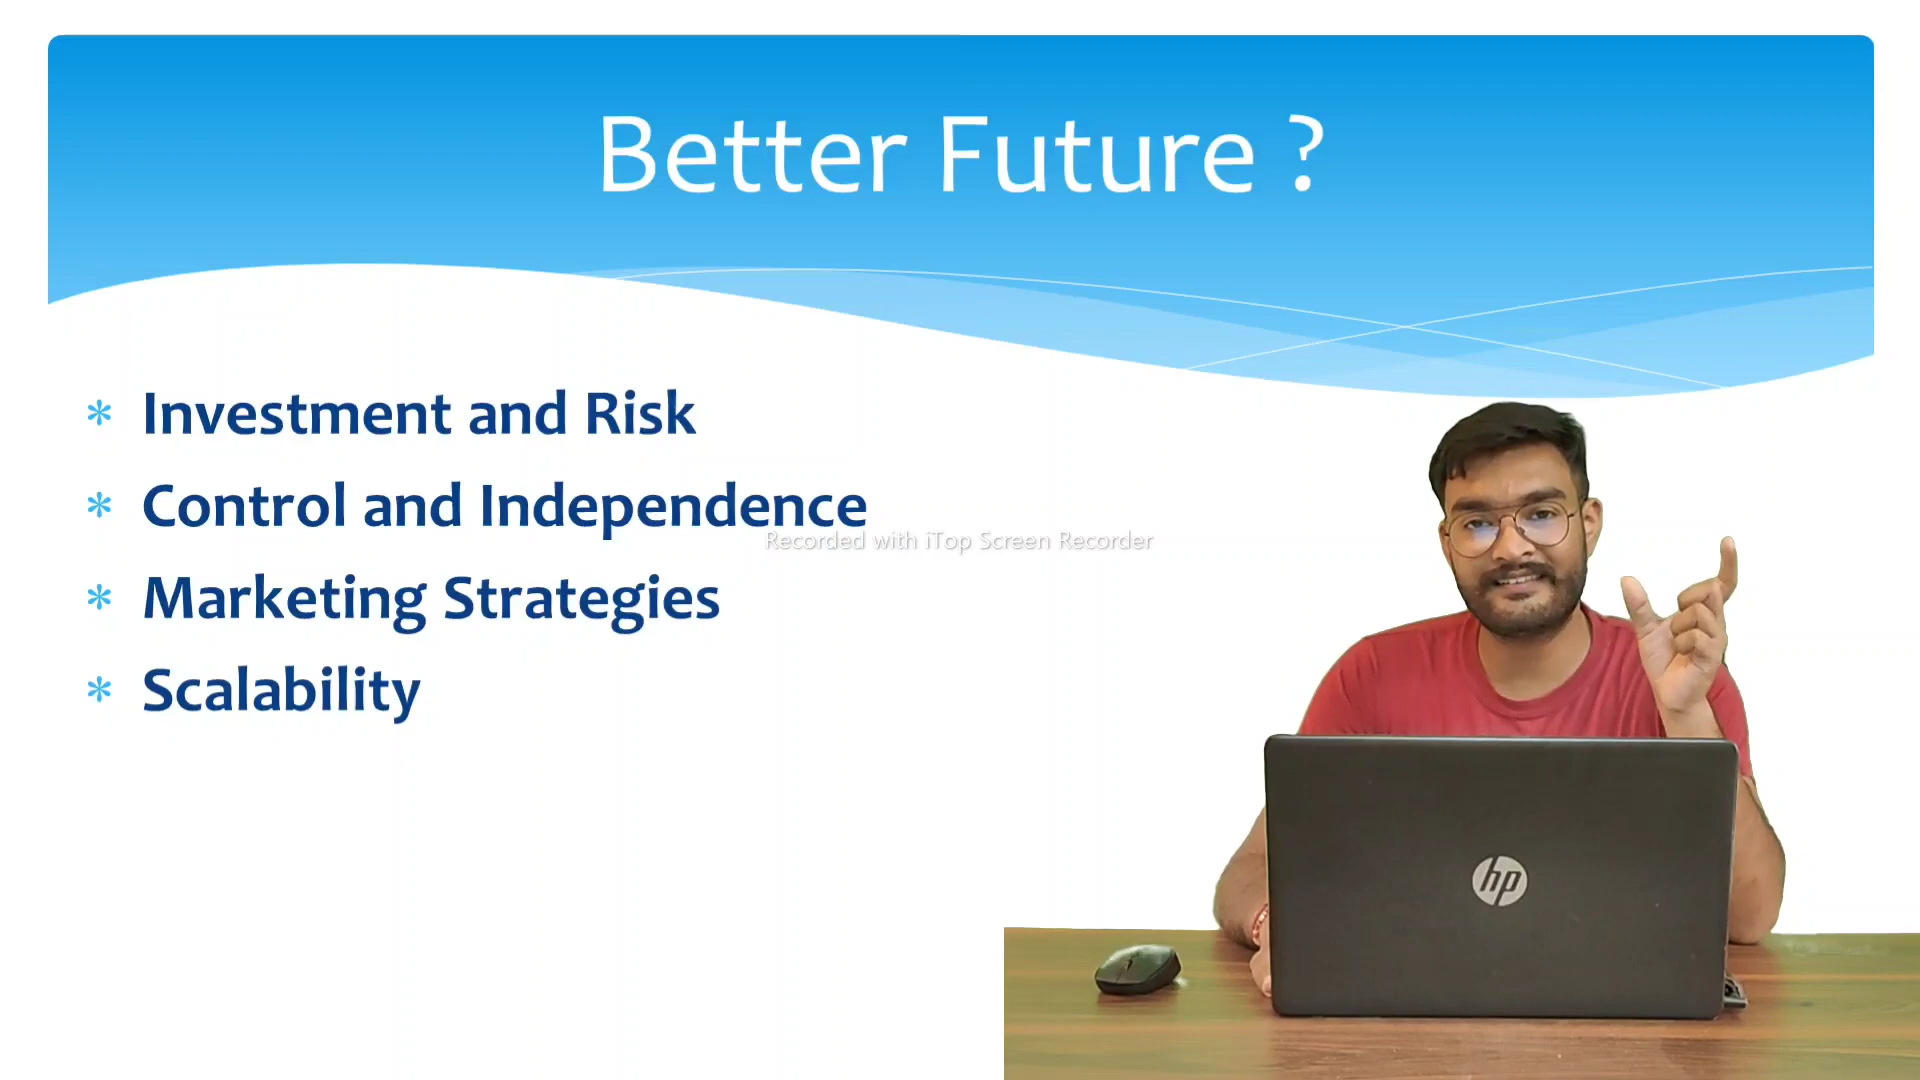 Better Future ?
* Investment and Risk
* Control and Independence
Recorded with iTop Screen Recorder
* Marketing Strategies
* Scalability
hp